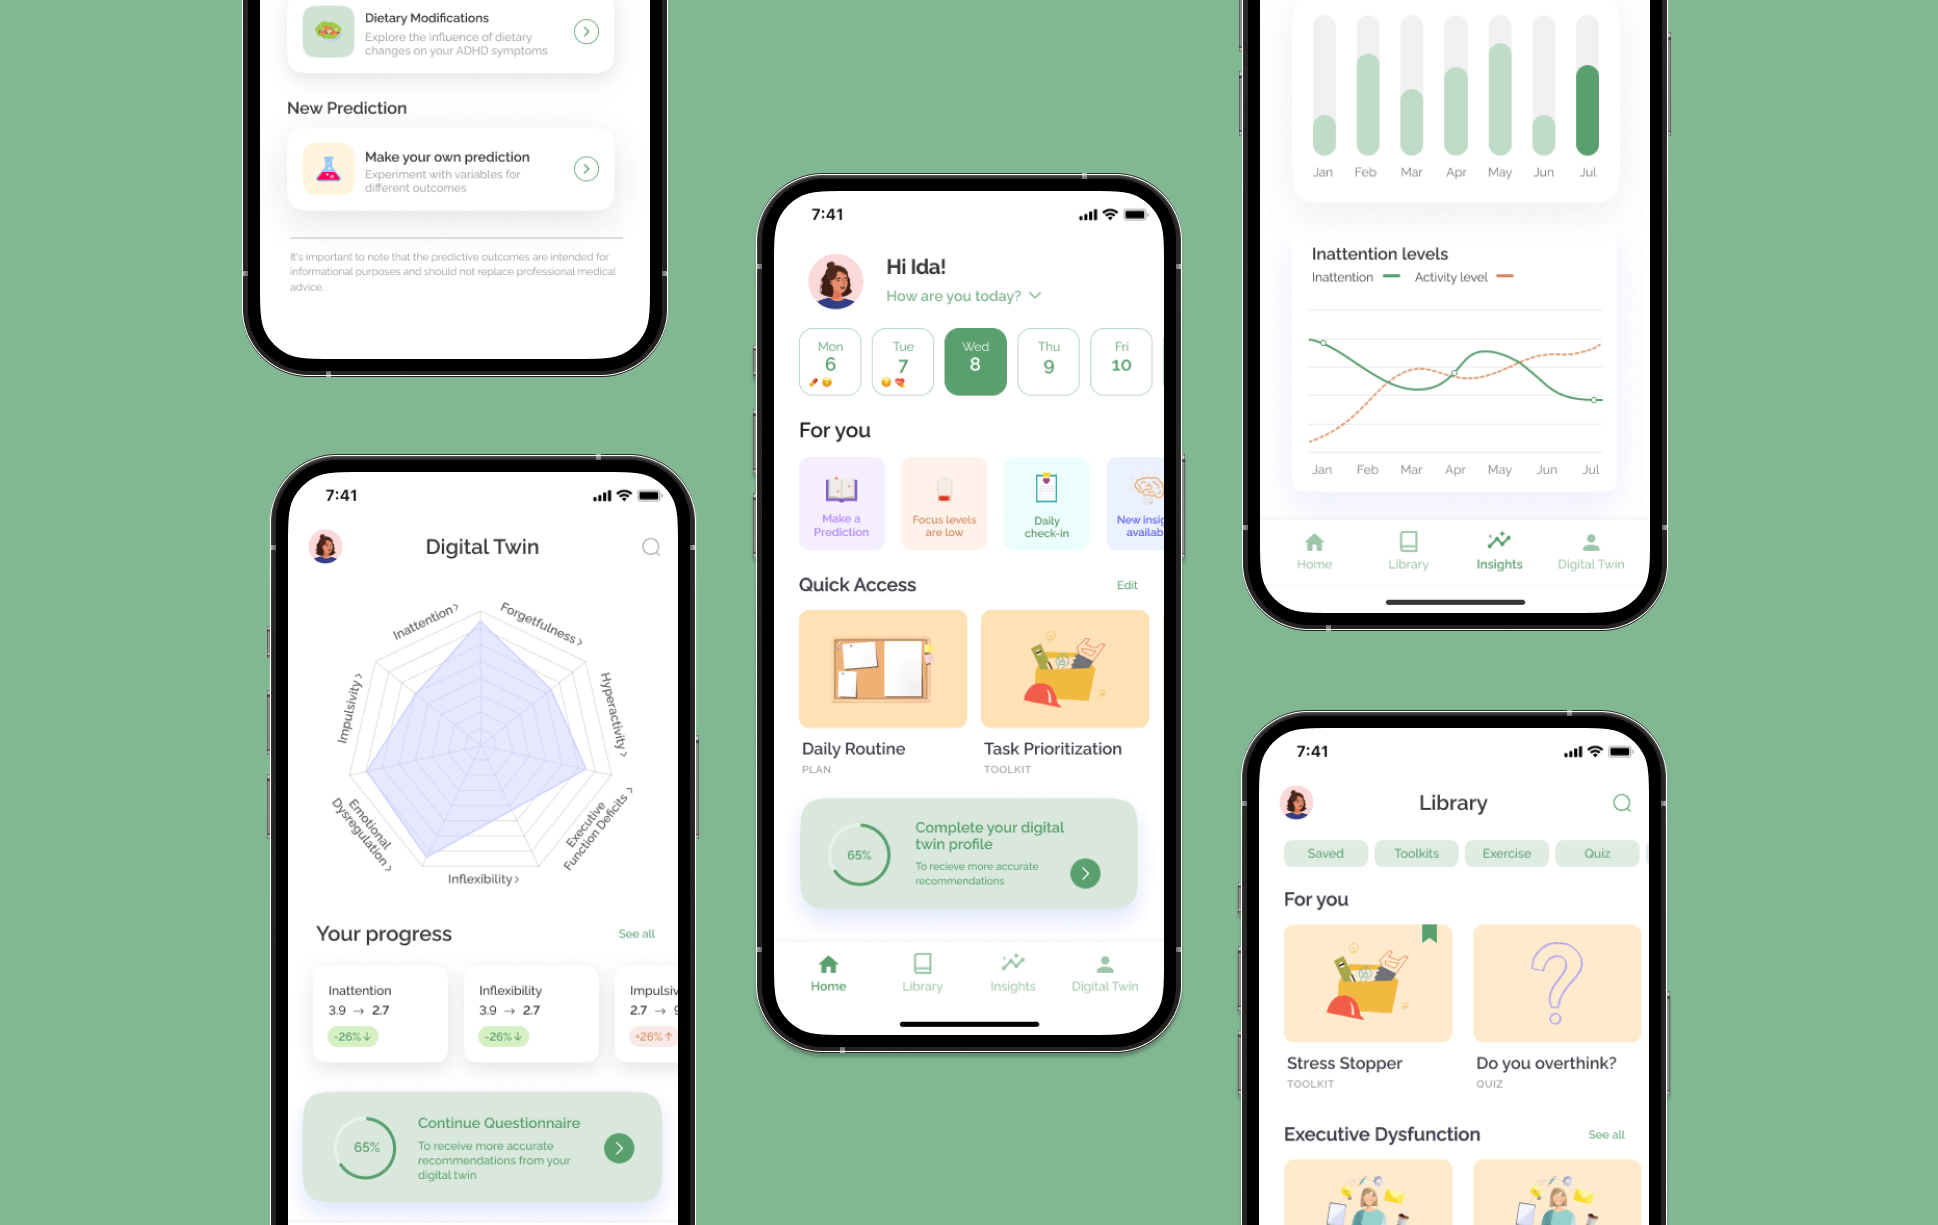 Dietary Modifications
Explore the influence of dietary
changes on your ADHD symptoms
New Prediction
Make your own prediction
Experiment with variables for
different outcomes
It's important to note that the predictive outcomes are intended for
informational purposes and should not replace professional medical
advice.
7:41
Digital Twin
Inattention
Forgetfulness
Impulsivity
Hyperactivity
Emotional
Dysregulation
Executive
Function Deficits
Inflexibility
Your progress
See all
Inattention
3.9 → 2.7
-26%↓
Inflexibility
3.9 → 2.7
-26%↓
2.7 →
+26%↑
65%
Continue Questionnaire
To receive more accurate
recommendations from your
digital twin
7:41
Hi Ida!
How are you today?
Mon
6
Tue
7
Wed
8
Thu
9
Fri
10
For you
Make a
Prediction
Focus levels
are low
Daily
check-in
New
Quick Access
Edit
Daily Routine
PLAN
Task Prioritization
TOOLKIT
65%
Complete your digital
twin profile
To recieve more accurate
recommendations
Home
Library
Insights
Digital Twin
Jan Feb Mar Apr May Jun Jul
Inattention levels
Inattention
Activity level
Jan Feb Mar Apr May Jun Jul
Home
Library
Insights
Digital Twin
7:41
Library
Saved
Toolkits
Exercise
Quiz
For you
Stress Stopper
TOOLKIT
Do you overthink?
QUIZ
Executive Dysfunction
See all